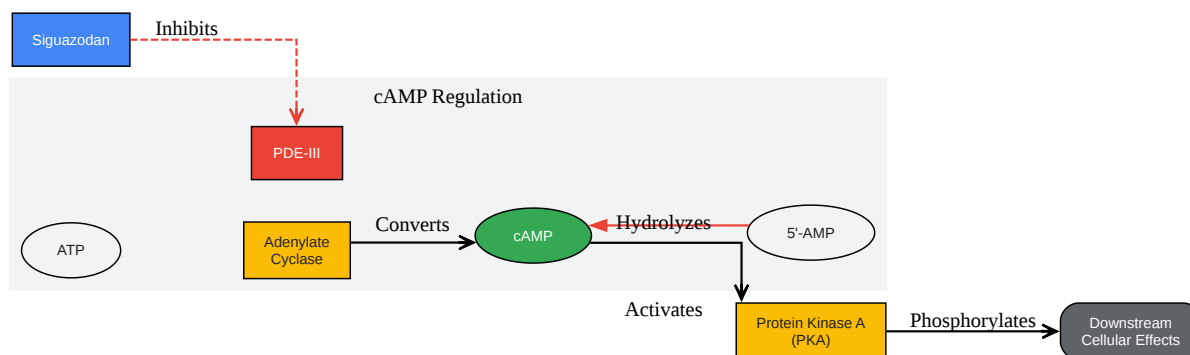 Siguazodan
Inhibits
cAMP Regulation
PDE-III
ATP
Adenylate
Cyclase
Converts
cAMP
Hydrolyzes
5'-AMP
Activates
Protein Kinase A
(PKA)
Phosphorylates
Downstream
Cellular Effects